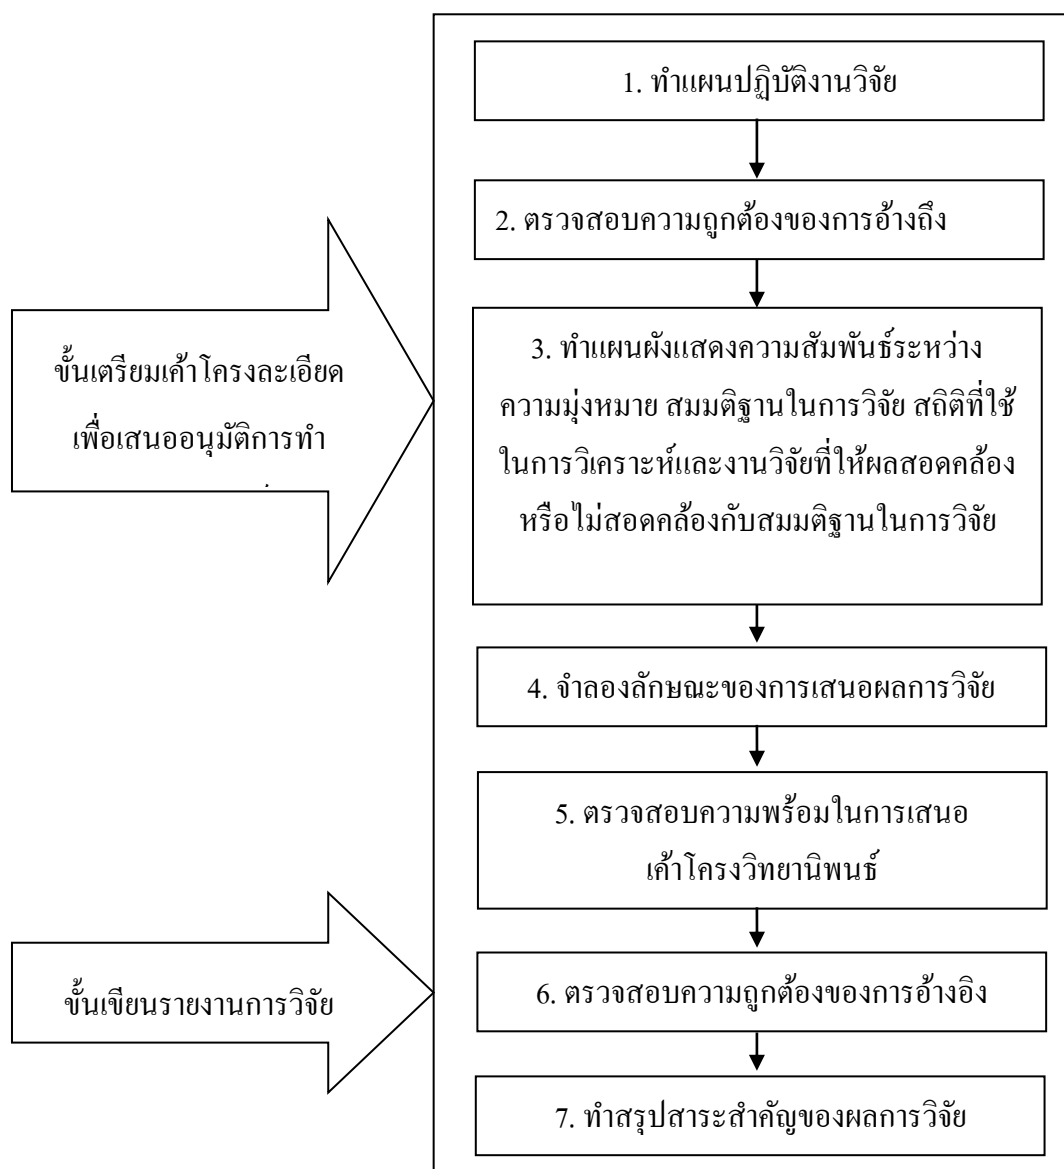 1. ทำแผนปฏิบัติงานวิจัย
2. ตรวจสอบความถูกต้องของการอ้างถึง
3. ทำแผนผังแสดงความสัมพันธ์ระหว่าง
ความมุ่งหมาย สมมติฐานในการวิจัย สถิติที่ใช้
ในการวิเคราะห์และงานวิจัยที่ให้ผลสอดคล้อง
หรือไม่สอดคล้องกับสมมติฐานในการวิจัย
ขั้นเตรียมเค้าโครงละเอียด
เพื่อเสนออนุมัติการทำ
4. จำลองลักษณะของการเสนอผลการวิจัย
5. ตรวจสอบความพร้อมในการเสนอ
เค้าโครงวิทยานิพนธ์
6. ตรวจสอบความถูกต้องของการอ้างอิง
ขั้นเขียนรายงานการวิจัย
7. ทำสรุปสาระสำคัญของผลการวิจัย